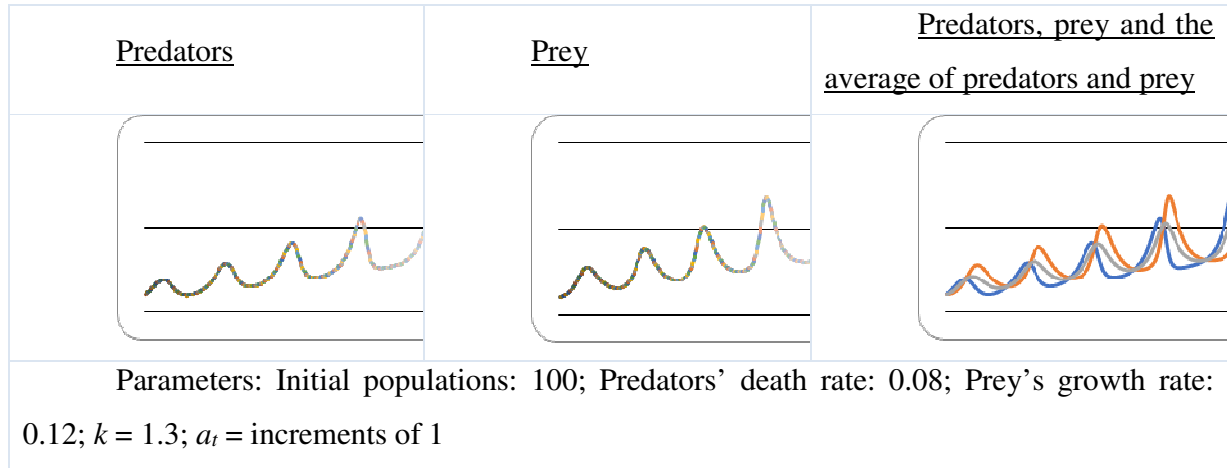 Predators
Prey
Predators, prey and the
average of predators and prey
Parameters: Initial populations: 100; Predators’ death rate: 0.08; Prey’s growth rate:
0.12; k = 1.3; at = increments of 1